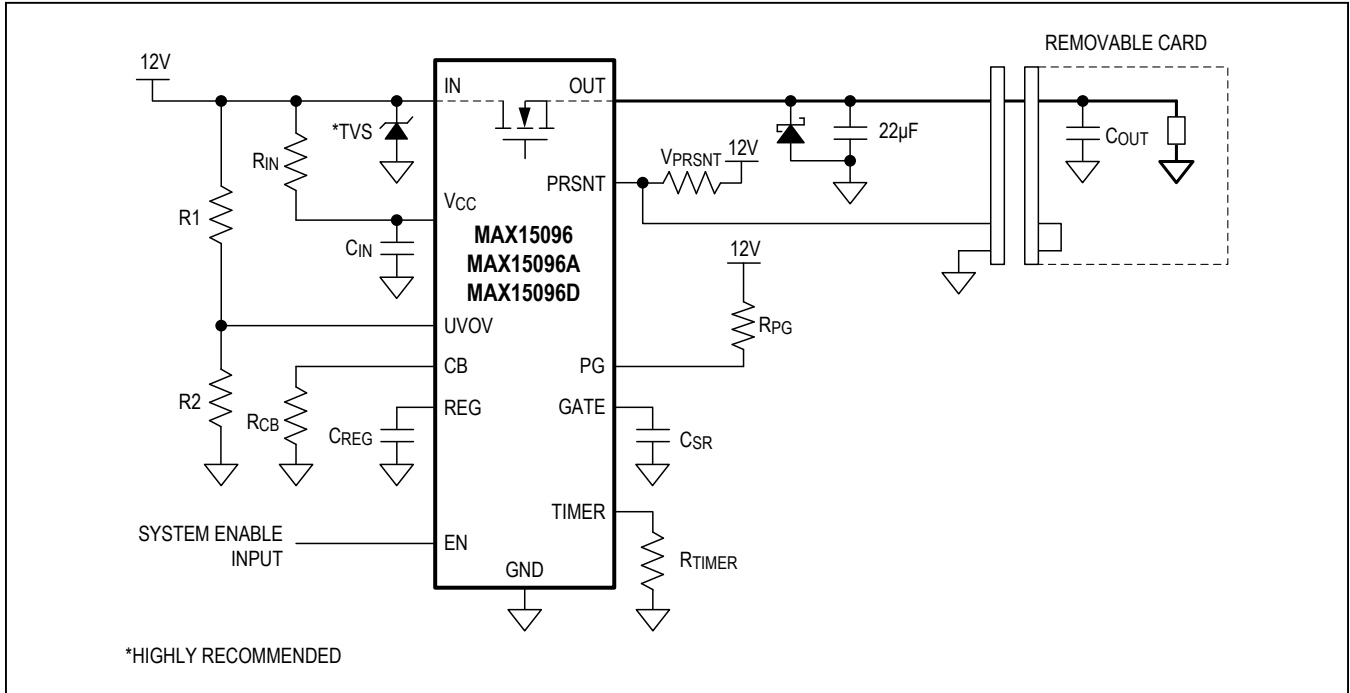 REMOVABLE CARD
12V
IN
OUT
*TVS
22µF
COUT
RIN
VPRSNT
12V
PRSNT
R1
VCC
CIN
MAX15096
MAX15096A
MAX15096D
12V
RPG
UVOV
CB
PG
R2
RCB
REG
GATE
CREG
CSR
TIMER
SYSTEM ENABLE
INPUT
EN
RTIMER
GND
*HIGHLY RECOMMENDED